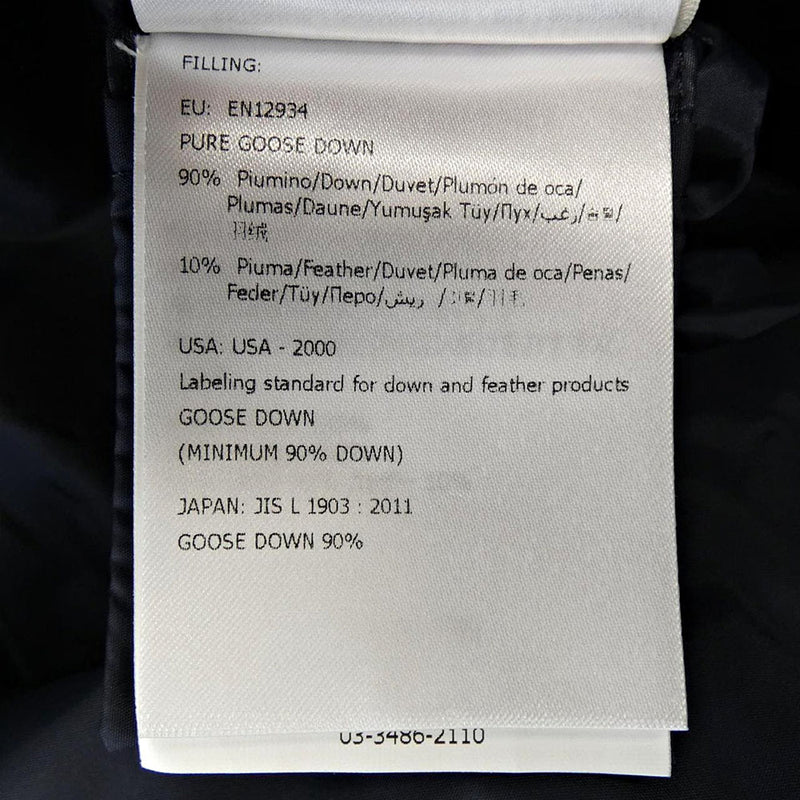 FILLING:
EU: EN12934
PURE GOOSE DOWN
90% Piumino/Down/Duvet/Plumón de oca/
Plumas/Daune/Yumuşak Tüy/Пух/زغب/
羽绒
10% Piuma/Feather/Duvet/Pluma de oca/Penas/
Feder/Tüy/Перо/ريش/
USA: USA - 2000
Labeling standard for down and feather products
GOOSE DOWN
(MINIMUM 90% DOWN)
JAPAN: JIS L 1903 : 2011
GOOSE DOWN 90%
03-3486-2110